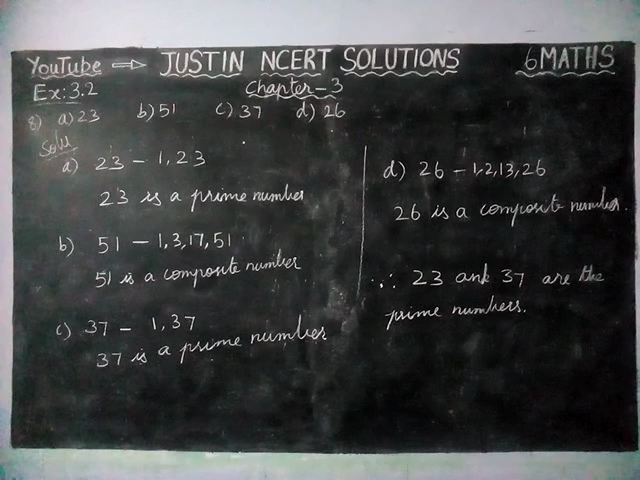 YouTube ⇒ JUSTIN NCERT SOLUTIONS 6 MATHS
Ex: 3.2 Chapter-3
8) a) 23 b) 51 c) 37 d) 26
Soln:
a) 23 - 1, 23
23 is a prime number
b) 51 - 1, 3, 17, 51
51 is a composite number
c) 37 - 1, 37
37 is a prime number
d) 26 - 1, 2, 13, 26
26 is a composite number.
∴ 23 and 37 are the
prime numbers.